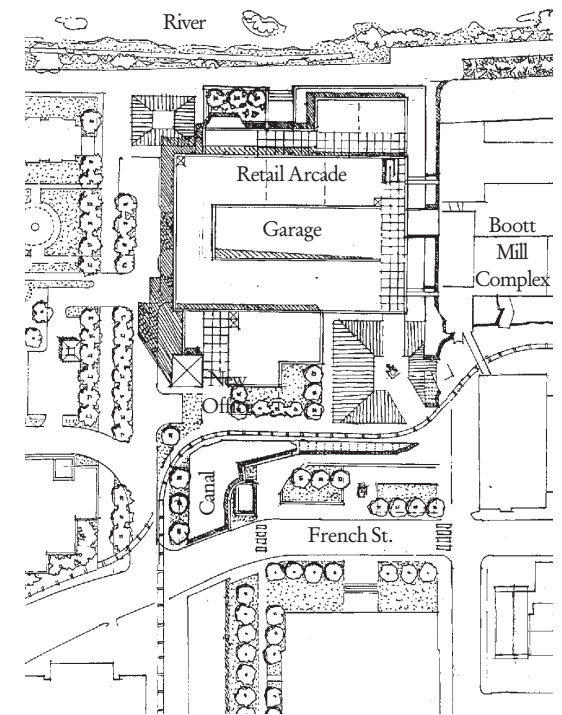 River
Retail Arcade
Garage
Boott
Mill
Complex
New
Office
Canal
French St.